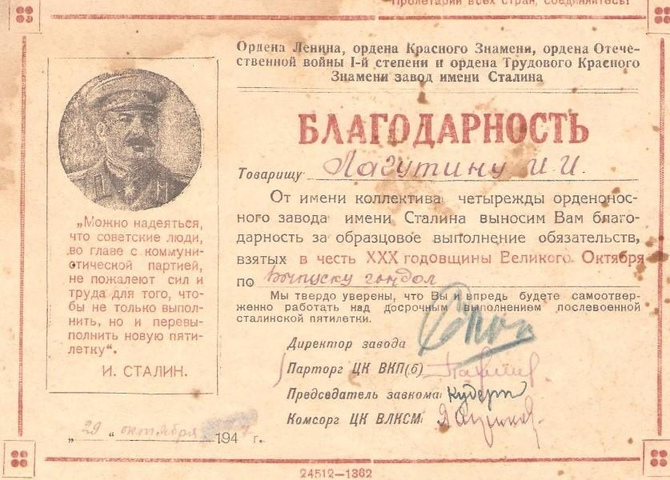 Пролетарии всех стран, соединяйтесь!
Ордена Ленина, ордена Красного Знамени, ордена Отече-
ственной войны I-й степени и ордена Трудового Красного
Знамени завод имени Сталина
БЛАГОДАРНОСТЬ
Товарищу Лагутину И. И.
От имени коллектива четырежды орденонос-
ного завода имени Сталина выносим Вам благо-
дарность за образцовое выполнение обязательств,
взятых в честь XXX годовщины Великого Октября
по выпуску гондол
Мы твердо уверены, что Вы и впредь будете самоотвер-
женно работать над досрочным выполнением послевоенной
сталинской пятилетки.
„Можно надеяться,
что советские люди,
во главе с коммуни-
стической партией,
не пожалеют сил и
труда для того, что-
бы не только выпол-
нить, но и перевы-
полнить новую пяти-
летку“.
И. СТАЛИН.
Директор завода
Парторг ЦК ВКП(б)
Председатель завкома
Комсорг ЦК ВЛКСМ
„29 октября 1947 г.
24512—1362